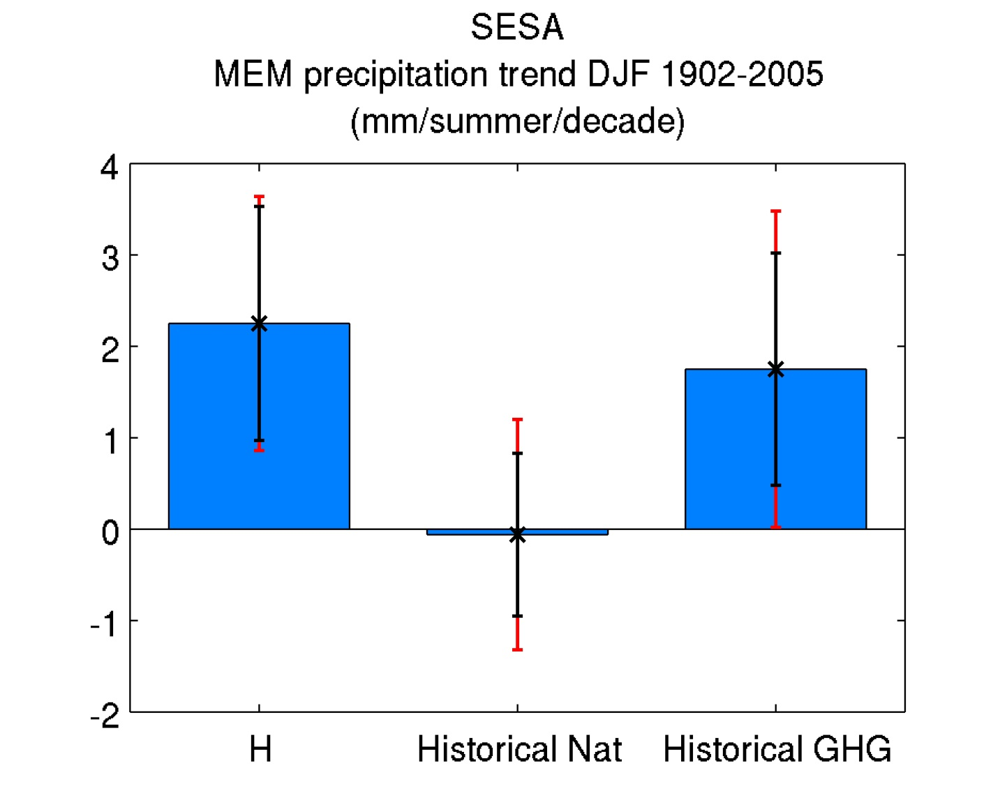 SESA
MEM precipitation trend DJF 1902-2005
(mm/summer/decade)
4
3
2
1
0
-1
-2
H
Historical Nat
Historical GHG